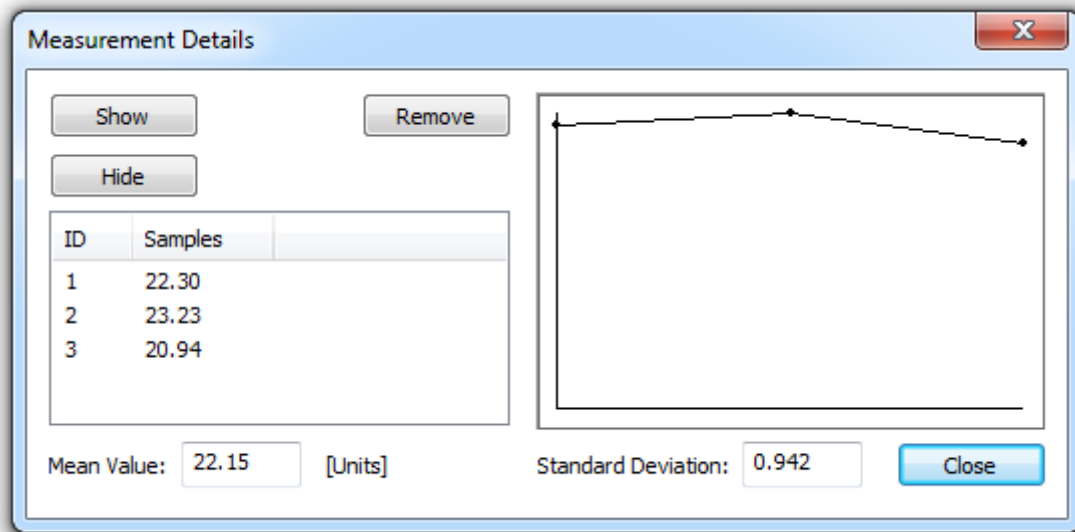 Measurement Details
X
Show
Remove
Hide
ID Samples
1 22.30
2 23.23
3 20.94
Mean Value: 22.15 [Units]
Standard Deviation: 0.942
Close